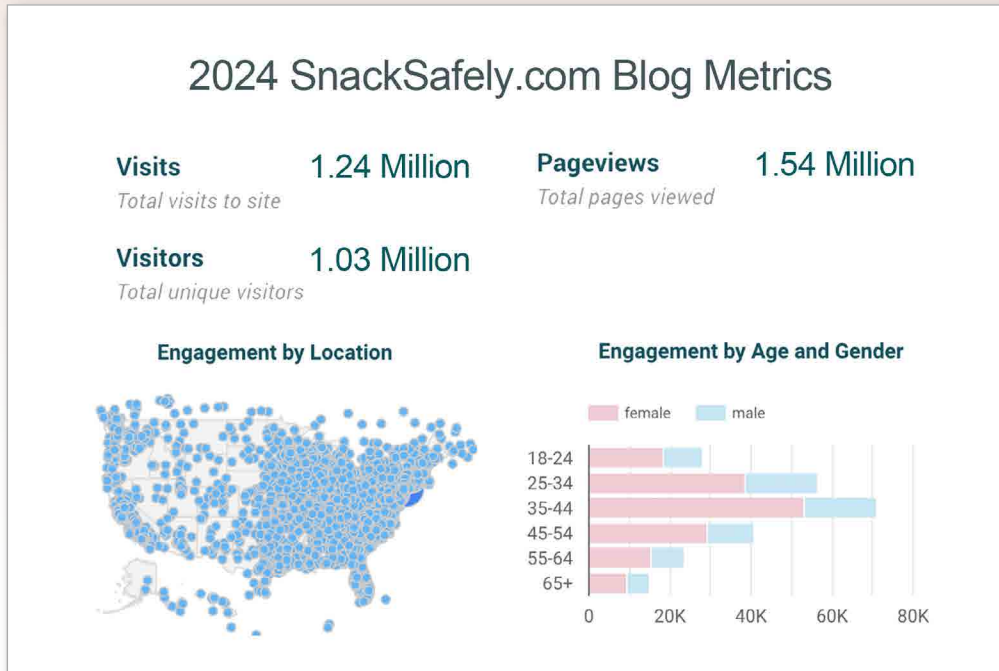 2024 SnackSafely.com Blog Metrics
Visits 1.24 Million
Total visits to site
Pageviews 1.54 Million
Total pages viewed
Visitors 1.03 Million
Total unique visitors
Engagement by Location
Engagement by Age and Gender
female male
18-24
25-34
35-44
45-54
55-64
65+
0 20K 40K 60K 80K